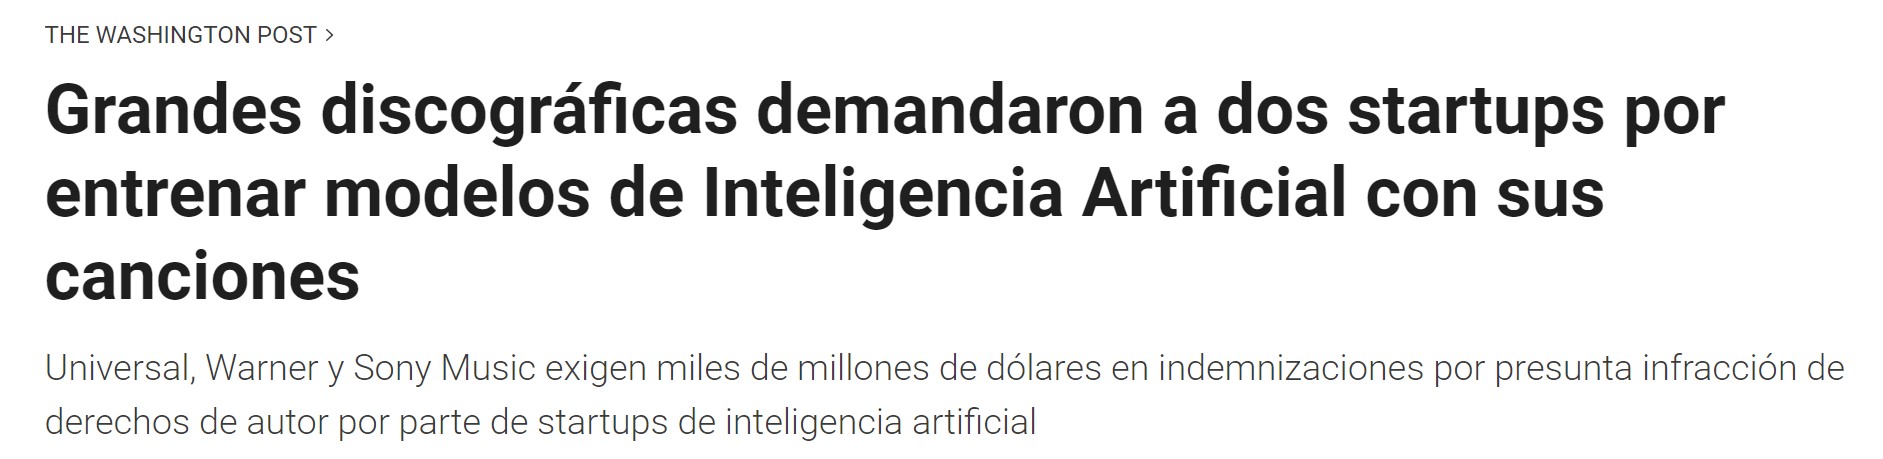 THE WASHINGTON POST >
Grandes discográficas demandaron a dos startups por
entrenar modelos de Inteligencia Artificial con sus
canciones
Universal, Warner y Sony Music exigen miles de millones de dólares en indemnizaciones por presunta infracción de
derechos de autor por parte de startups de inteligencia artificial